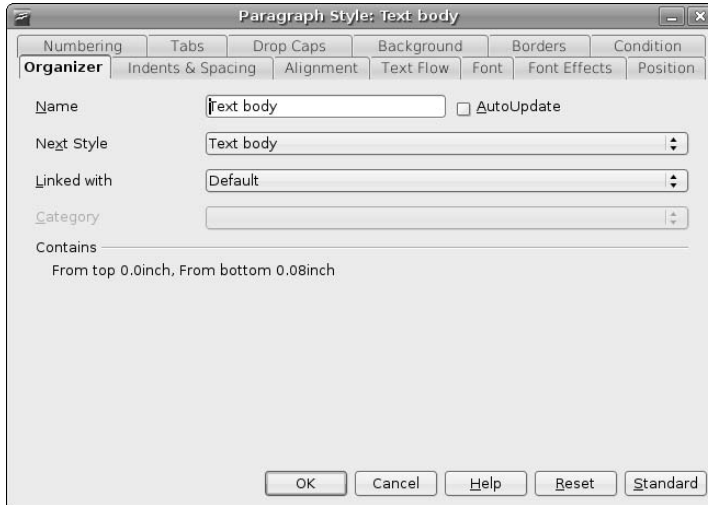 Paragraph Style: Text body
Numbering Tabs Drop Caps Background Borders Condition
Organizer Indents & Spacing Alignment Text Flow Font Font Effects Position
Name Text body AutoUpdate
Next Style Text body
Linked with Default
Category
Contains
From top 0.0inch, From bottom 0.08inch
OK Cancel Help Reset Standard